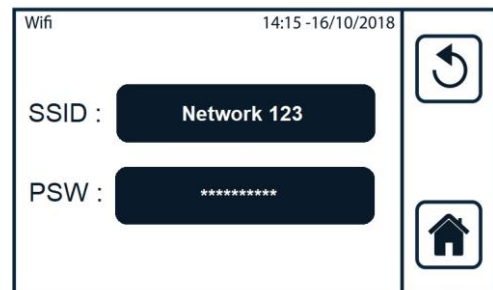 Wifi 14:15 -16/10/2018
SSID : Network 123
PSW : **********